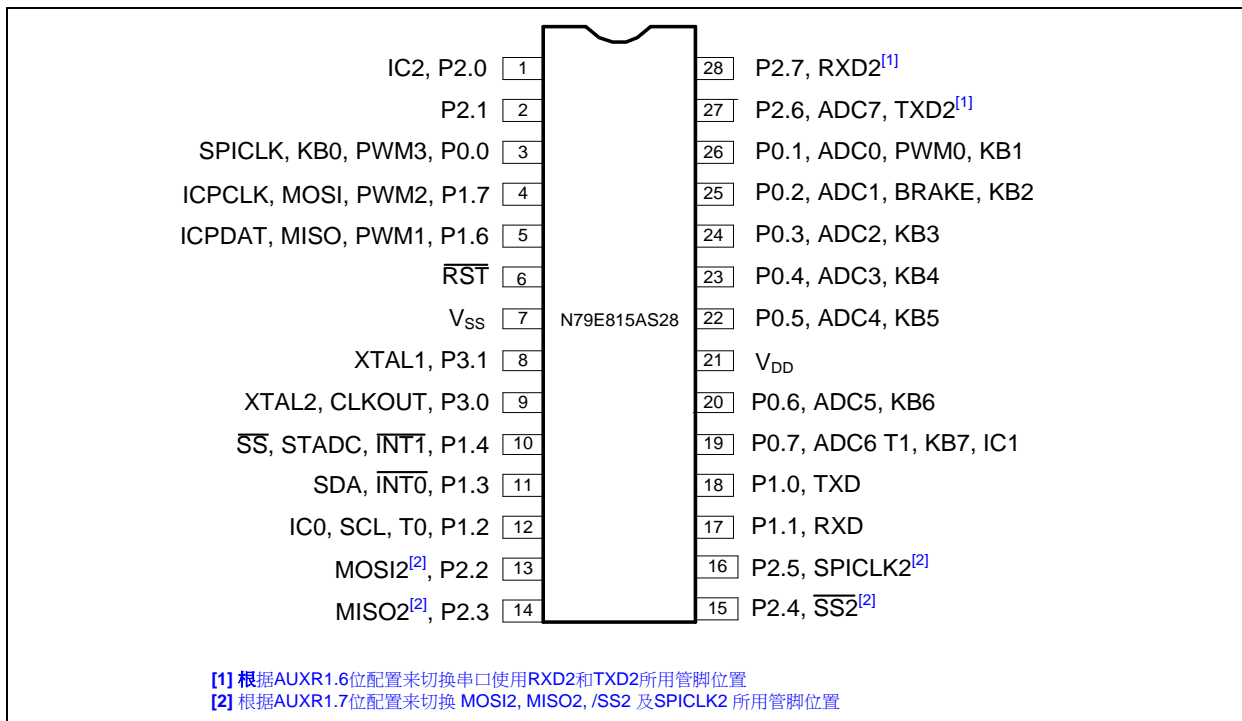 IC2, P2.0 1 28 P2.7, RXD2[1]
P2.1 2 27 P2.6, ADC7, TXD2[1]
SPICLK, KB0, PWM3, P0.0 3 26 P0.1, ADC0, PWM0, KB1
ICPCLK, MOSI, PWM2, P1.7 4 25 P0.2, ADC1, BRAKE, KB2
ICPDAT, MISO, PWM1, P1.6 5 24 P0.3, ADC2, KB3
R̅S̅T̅ 6 23 P0.4, ADC3, KB4
VSS 7 N79E815AS28 22 P0.5, ADC4, KB5
XTAL1, P3.1 8 21 VDD
XTAL2, CLKOUT, P3.0 9 20 P0.6, ADC5, KB6
S̅S̅, STADC, I̅N̅T̅1̅, P1.4 10 19 P0.7, ADC6 T1, KB7, IC1
SDA, I̅N̅T̅0̅, P1.3 11 18 P1.0, TXD
IC0, SCL, T0, P1.2 12 17 P1.1, RXD
MOSI2[2], P2.2 13 16 P2.5, SPICLK2[2]
MISO2[2], P2.3 14 15 P2.4, S̅S̅2̅[2]
[1] 根据AUXR1.6位配置来切换串口使用RXD2和TXD2所用管脚位置
[2] 根据AUXR1.7位配置来切换 MOSI2, MISO2, /SS2 及SPICLK2 所用管脚位置